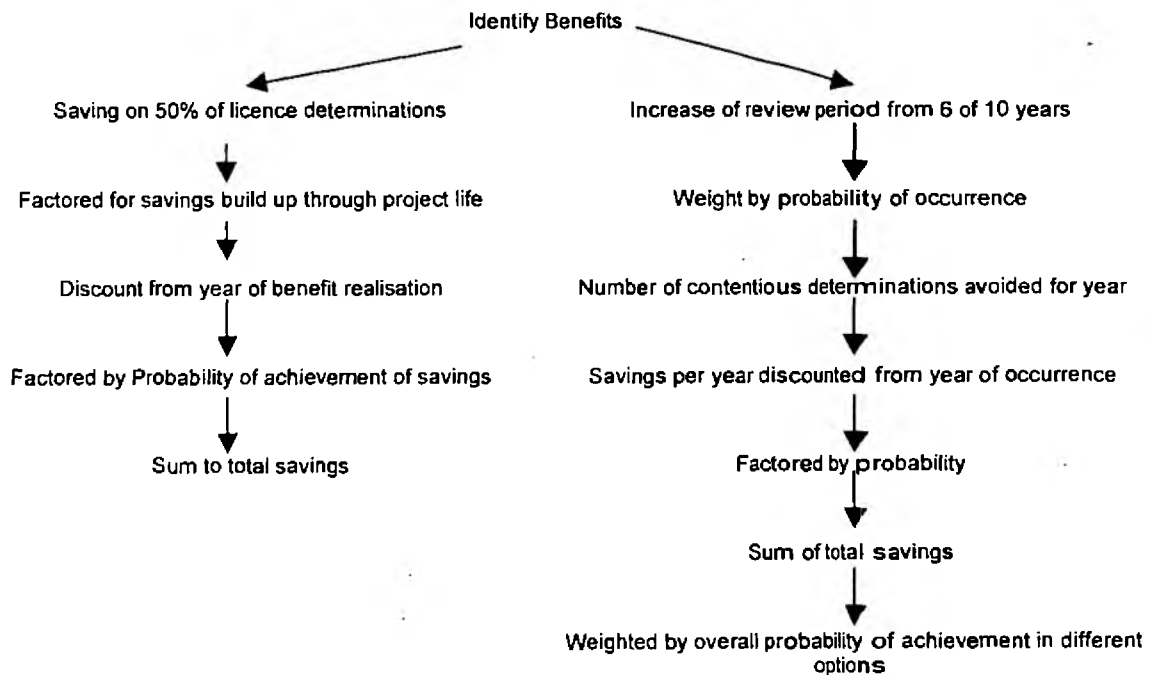 Identify Benefits
Saving on 50% of licence determinations
Factored for savings build up through project life
Discount from year of benefit realisation
Factored by Probability of achievement of savings
Sum to total savings
Increase of review period from 6 of 10 years
Weight by probability of occurrence
Number of contentious determinations avoided for year
Savings per year discounted from year of occurrence
Factored by probability
Sum of total savings
Weighted by overall probability of achievement in different
options